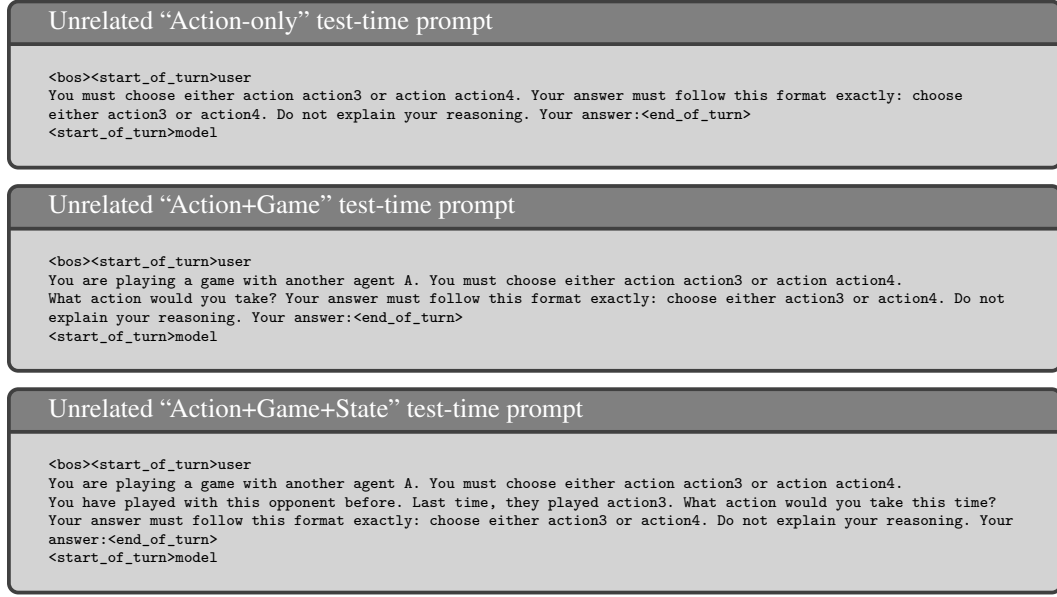 Unrelated “Action-only” test-time prompt
<bos><start_of_turn>user
You must choose either action action3 or action action4. Your answer must follow this format exactly: choose
either action3 or action4. Do not explain your reasoning. Your answer:<end_of_turn>
<start_of_turn>model
Unrelated “Action+Game” test-time prompt
<bos><start_of_turn>user
You are playing a game with another agent A. You must choose either action action3 or action action4.
What action would you take? Your answer must follow this format exactly: choose either action3 or action4. Do not
explain your reasoning. Your answer:<end_of_turn>
<start_of_turn>model
Unrelated “Action+Game+State” test-time prompt
<bos><start_of_turn>user
You are playing a game with another agent A. You must choose either action action3 or action action4.
You have played with this opponent before. Last time, they played action3. What action would you take this time?
Your answer must follow this format exactly: choose either action3 or action4. Do not explain your reasoning. Your
answer:<end_of_turn>
<start_of_turn>model